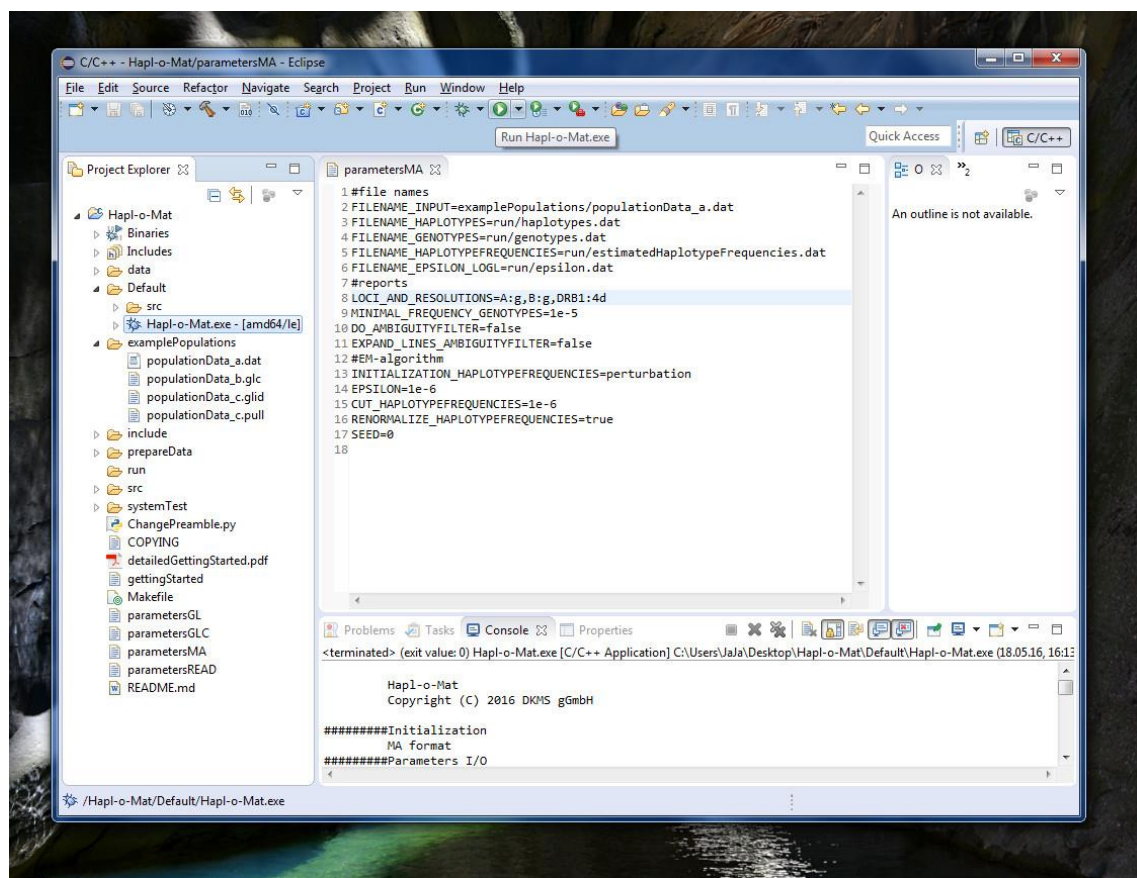 C/C++ - Hapl-o-Mat/parametersMA - Eclipse
File Edit Source Refactor Navigate Search Project Run Window Help
Run Hapl-o-Mat.exe
Quick Access
C/C++
Project Explorer
Hapl-o-Mat
Binaries
Includes
data
Default
src
Hapl-o-Mat.exe - [amd64/le]
examplePopulations
populationData_a.dat
populationData_b.glc
populationData_c.glid
populationData_c.pull
include
prepareData
run
src
systemTest
ChangePreamble.py
COPYING
detailedGettingStarted.pdf
gettingStarted
Makefile
parametersGL
parametersGLC
parametersMA
parametersREAD
README.md
parametersMA
1 #file names
2 FILENAME_INPUT=examplePopulations/populationData_a.dat
3 FILENAME_HAPLOTYPES=run/haplotypes.dat
4 FILENAME_GENOTYPES=run/genotypes.dat
5 FILENAME_HAPLOTYPEFREQUENCIES=run/estimatedHaplotypeFrequencies.dat
6 FILENAME_EPSILON_LOGL=run/epsilon.dat
7 #reports
8 LOCI_AND_RESOLUTIONS=A:g,B:g,DRB1:4d
9 MINIMAL_FREQUENCY_GENOTYPES=1e-5
10 DO_AMBIGUITYFILTER=false
11 EXPAND_LINES_AMBIGUITYFILTER=false
12 #EM-algorithm
13 INITIALIZATION_HAPLOTYPEFREQUENCIES=perturbation
14 EPSILON=1e-6
15 CUT_HAPLOTYPEFREQUENCIES=1e-6
16 RENORMALIZE_HAPLOTYPEFREQUENCIES=true
17 SEED=0
18
O
»2
An outline is not available.
Problems Tasks Console Properties
<terminated> (exit value: 0) Hapl-o-Mat.exe [C/C++ Application] C:\Users\JaJa\Desktop\Hapl-o-Mat\Default\Hapl-o-Mat.exe (18.05.16, 16:13
Hapl-o-Mat
Copyright (C) 2016 DKMS gGmbH
#########Initialization
MA format
#########Parameters I/O
/Hapl-o-Mat/Default/Hapl-o-Mat.exe